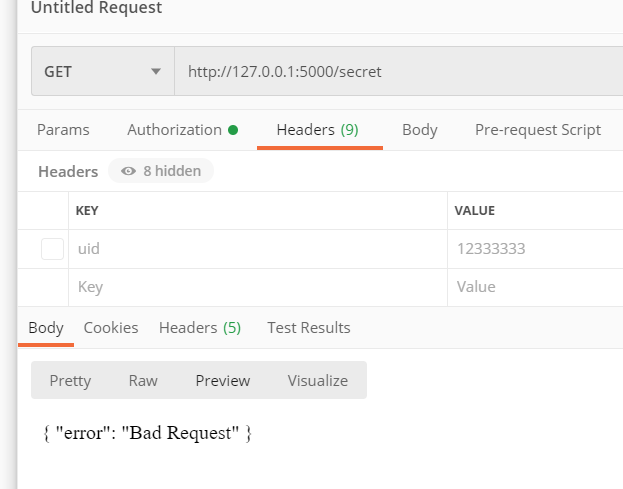 Untitled Request
GET http://127.0.0.1:5000/secret
Params Authorization Headers (9) Body Pre-request Script
Headers 8 hidden
KEY VALUE
uid 12333333
Key Value
Body Cookies Headers (5) Test Results
Pretty Raw Preview Visualize
{ "error": "Bad Request" }